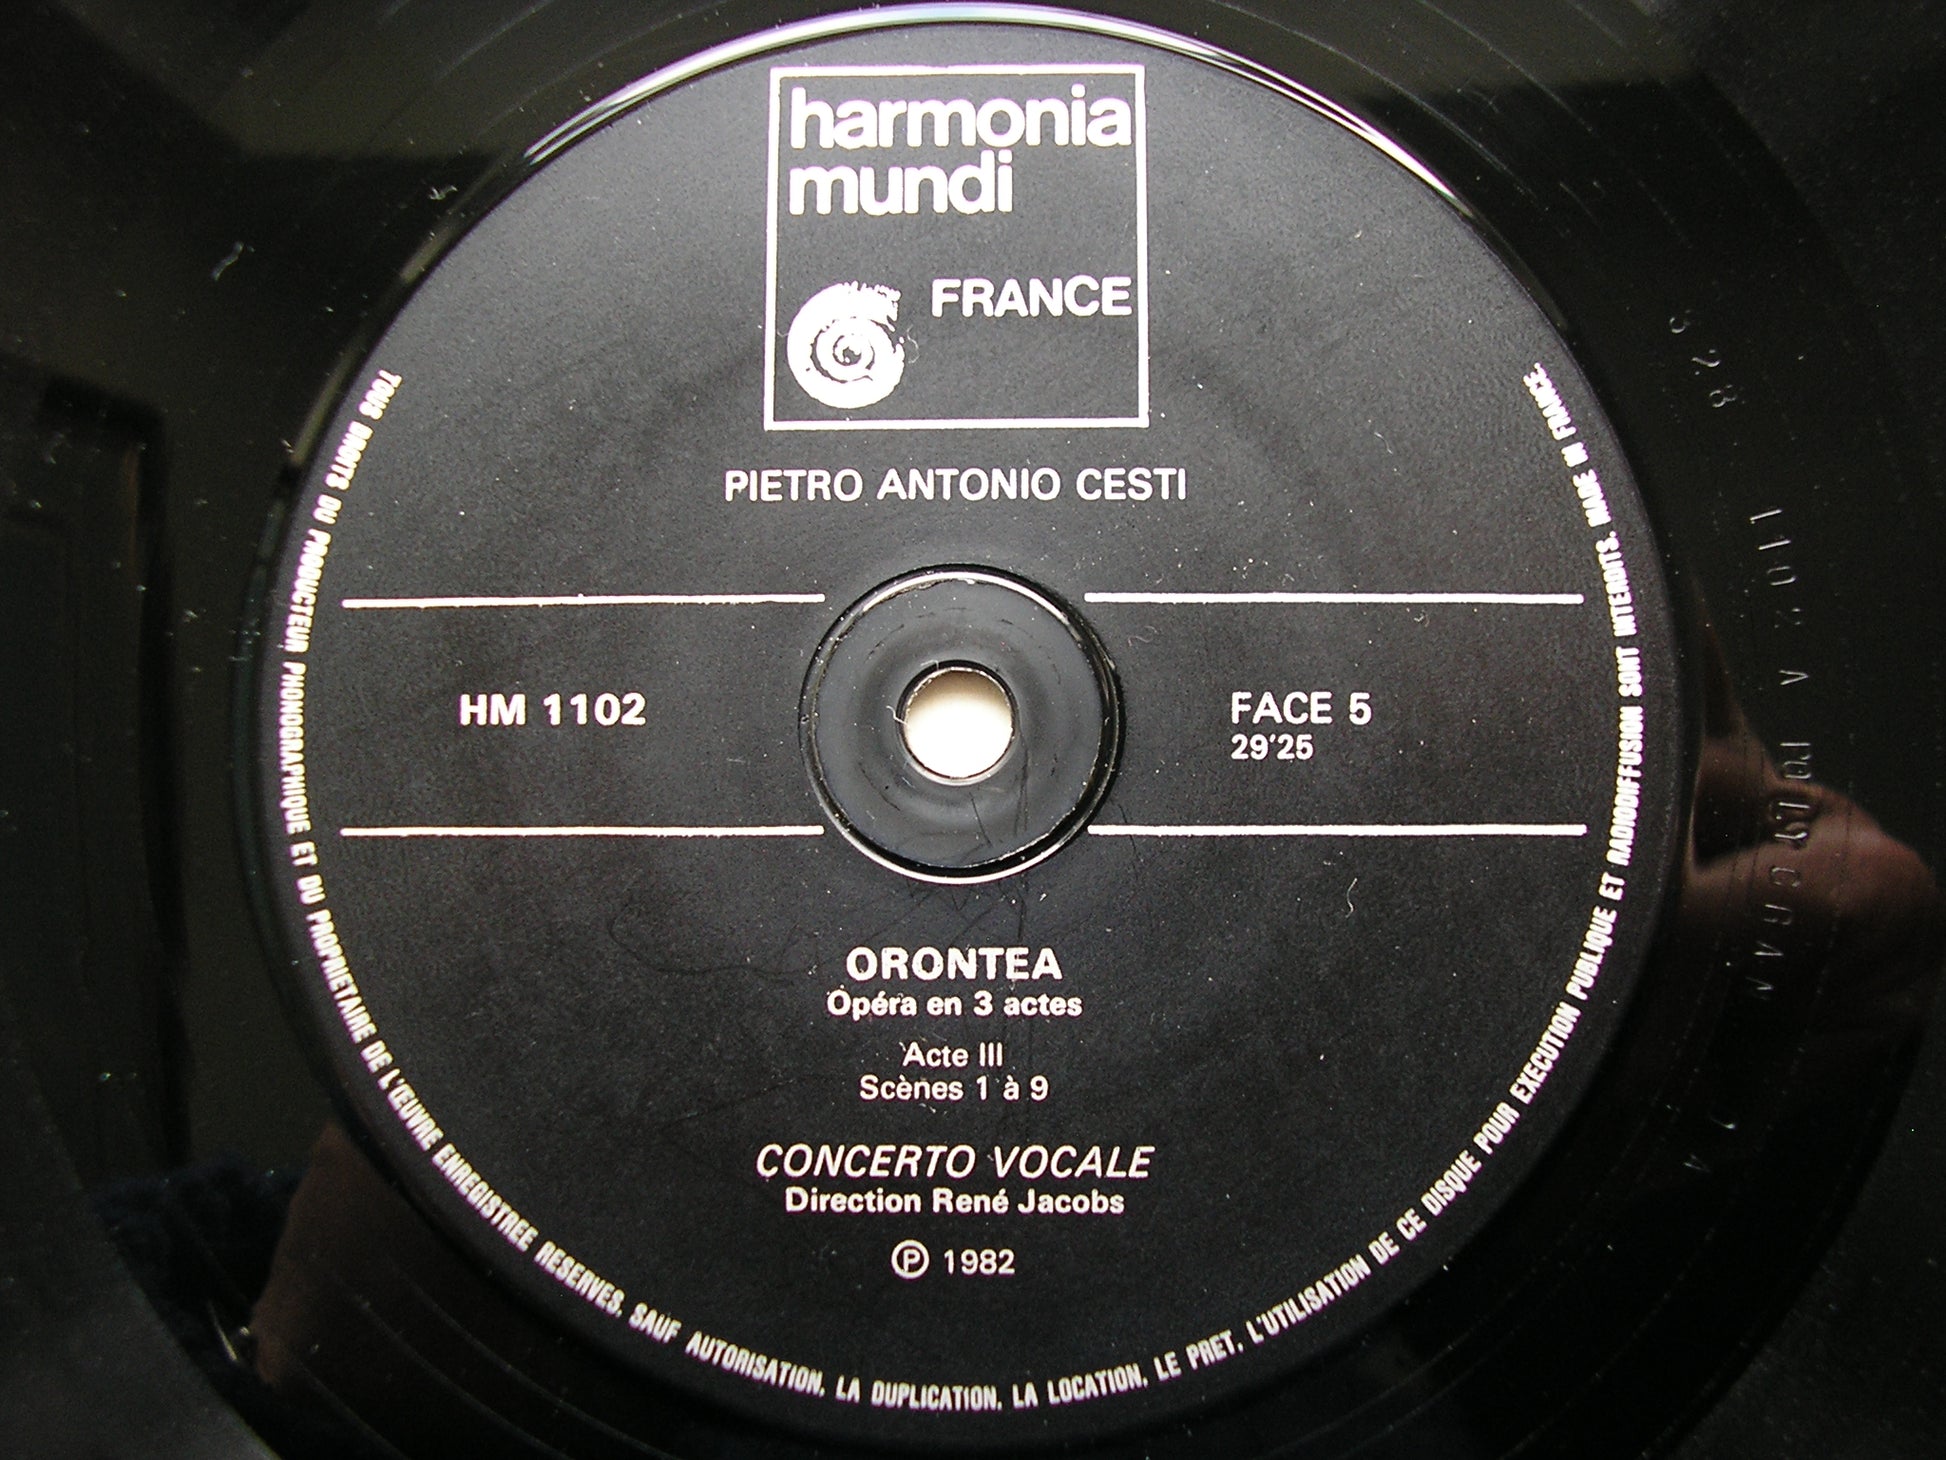 harmonia
mundi
FRANCE
PIETRO ANTONIO CESTI
HM 1102
FACE 5
29'25
ORONTEA
Opéra en 3 actes
Acte III
Scènes 1 à 9
CONCERTO VOCALE
Direction René Jacobs
℗ 1982
TOUS DROITS DU PRODUCTEUR PHONOGRAPHIQUE ET DU PROPRIETAIRE DE L'ŒUVRE ENREGISTREE RESERVES. SAUF AUTORISATION, LA DUPLICATION, LA LOCATION, LE PRET, L'UTILISATION DE CE DISQUE POUR EXECUTION PUBLIQUE ET RADIODIFFUSION SONT INTERDITS. MADE IN FRANCE.
328 1102 A